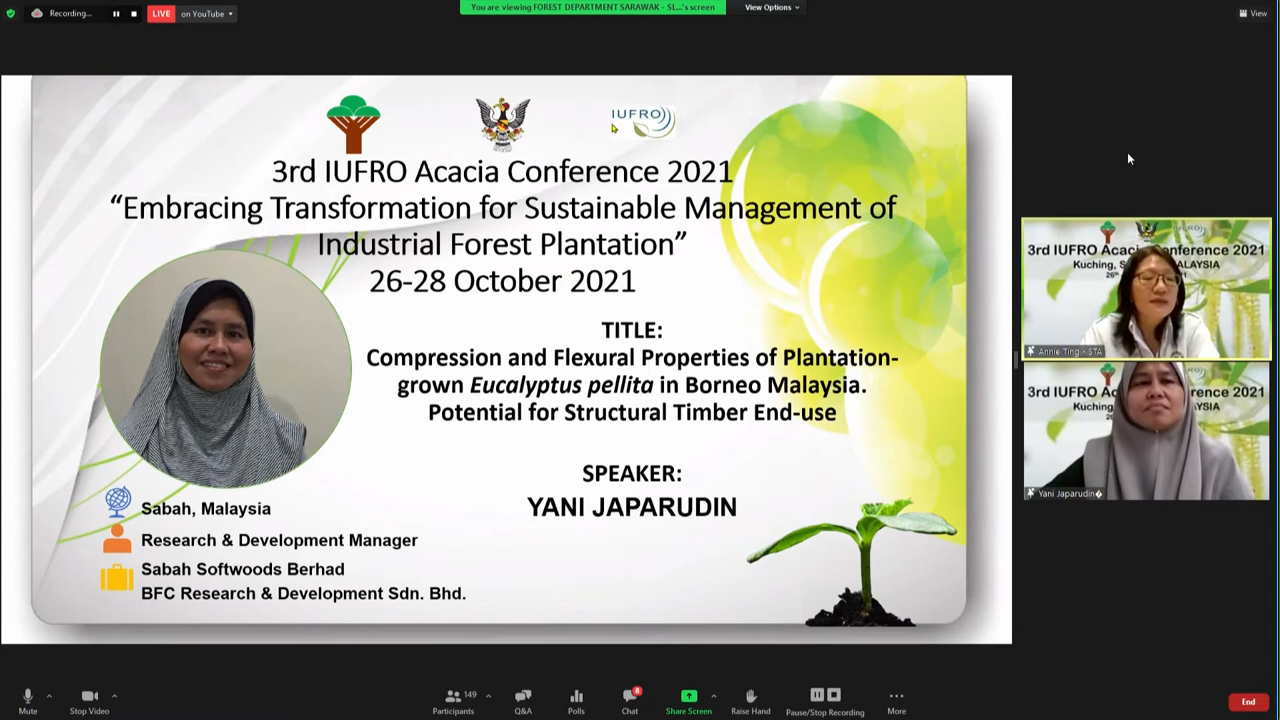 Recording...
LIVE
on YouTube
You are viewing FOREST DEPARTMENT SARAWAK - SL...'s screen
View Options
View
IUFRO
3rd IUFRO Acacia Conference 2021
“Embracing Transformation for Sustainable Management of
Industrial Forest Plantation”
26-28 October 2021
TITLE:
Compression and Flexural Properties of Plantation-
grown Eucalyptus pellita in Borneo Malaysia.
Potential for Structural Timber End-use
SPEAKER:
YANI JAPARUDIN
Sabah, Malaysia
Research & Development Manager
Sabah Softwoods Berhad
BFC Research & Development Sdn. Bhd.
3rd IUFRO Acacia Conference 2021
Kuching, MALAYSIA
Annie Ting - STA
3rd IUFRO Conference 2021
Kuching
Yani Japarudin
Mute
Stop Video
149
Participants
Q&A
Polls
8
Chat
Share Screen
Raise Hand
Pause/Stop Recording
More
End